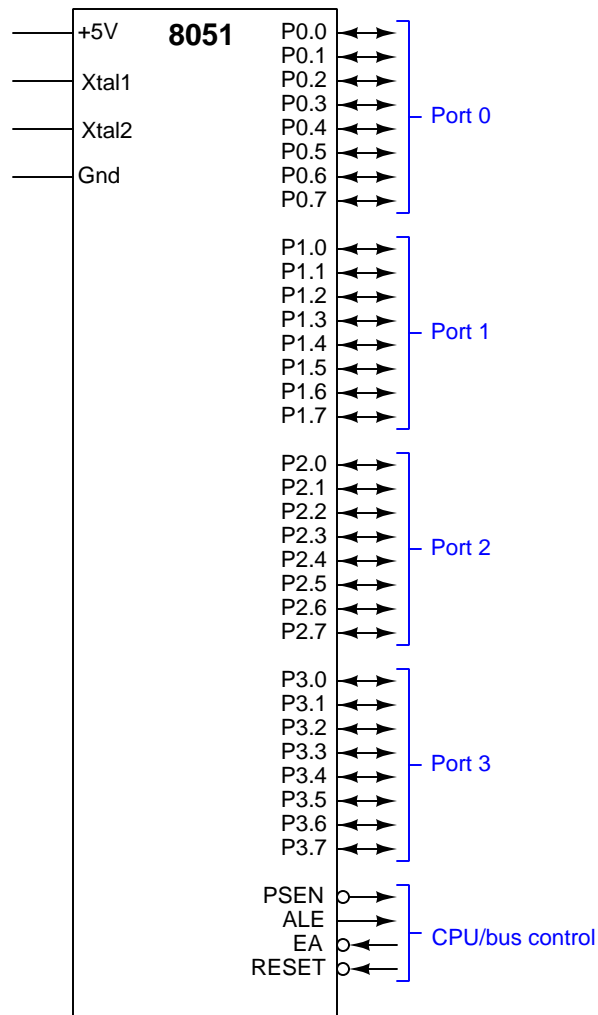 +5V
8051
Xtal1
Xtal2
Gnd
P0.0
P0.1
P0.2
P0.3
P0.4
P0.5
P0.6
P0.7
Port 0
P1.0
P1.1
P1.2
P1.3
P1.4
P1.5
P1.6
P1.7
Port 1
P2.0
P2.1
P2.2
P2.3
P2.4
P2.5
P2.6
P2.7
Port 2
P3.0
P3.1
P3.2
P3.3
P3.4
P3.5
P3.6
P3.7
Port 3
PSEN
ALE
EA
RESET
CPU/bus control